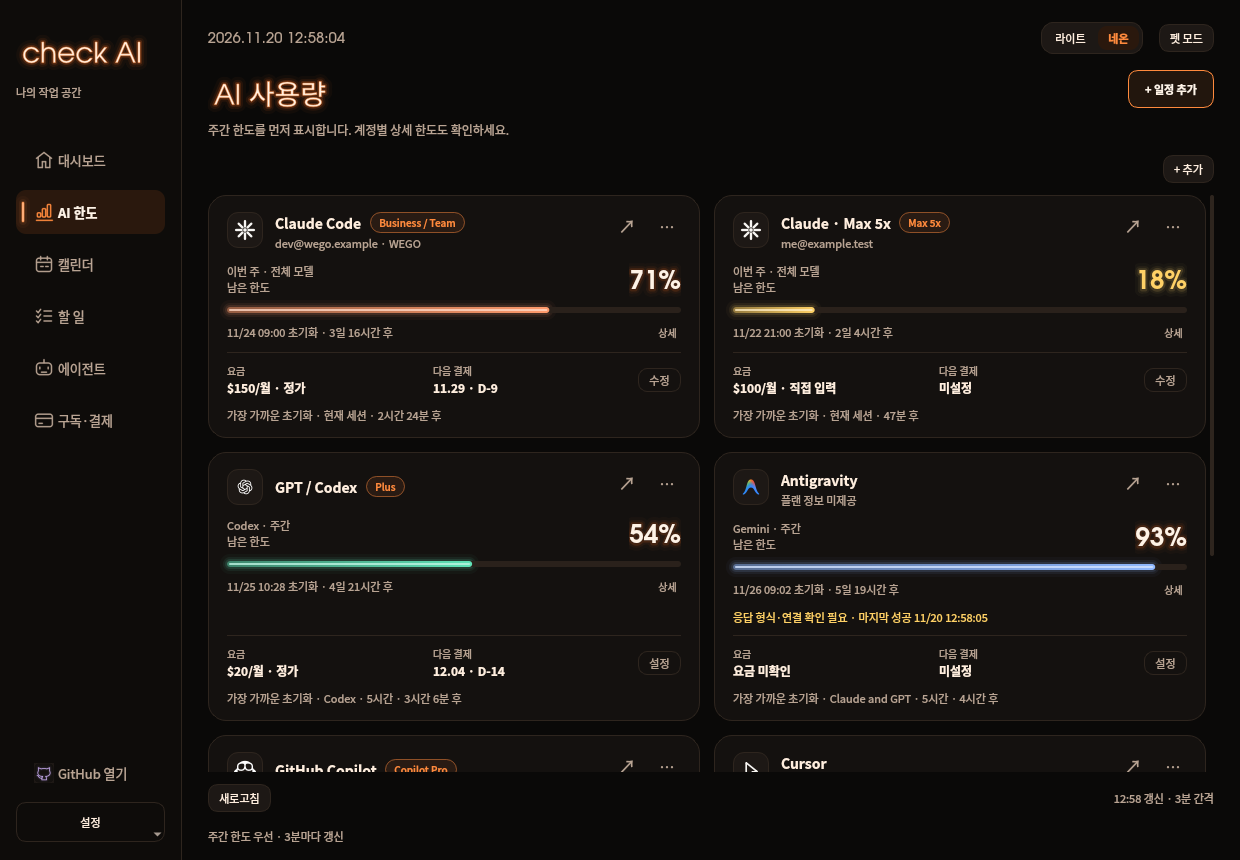 check AI
나의 작업 공간
대시보드
AI 한도
캘린더
할 일
에이전트
구독·결제
GitHub 열기
설정
2026.11.20 12:58:04
라이트
네온
펫 모드
AI 사용량
+ 일정 추가
주간 한도를 먼저 표시합니다. 계정별 상세 한도도 확인하세요.
+ 추가
Claude Code
Business / Team
dev@wego.example · WEGO
이번 주 · 전체 모델
남은 한도
71%
11/24 09:00 초기화 · 3일 16시간 후
상세
요금
다음 결제
$150/월 · 정가
11.29 · D-9
수정
가장 가까운 초기화 · 현재 세션 · 2시간 24분 후
Claude · Max 5x
Max 5x
me@example.test
이번 주 · 전체 모델
남은 한도
18%
11/22 21:00 초기화 · 2일 4시간 후
상세
요금
다음 결제
$100/월 · 직접 입력
미설정
수정
가장 가까운 초기화 · 현재 세션 · 47분 후
GPT / Codex
Plus
Codex · 주간
남은 한도
54%
11/25 10:28 초기화 · 4일 21시간 후
상세
요금
다음 결제
$20/월 · 정가
12.04 · D-14
설정
가장 가까운 초기화 · Codex · 5시간 · 3시간 6분 후
Antigravity
플랜 정보 미제공
Gemini · 주간
남은 한도
93%
11/26 09:02 초기화 · 5일 19시간 후
상세
응답 형식·연결 확인 필요 · 마지막 성공 11/20 12:58:05
요금
다음 결제
요금 미확인
미설정
설정
가장 가까운 초기화 · Claude and GPT · 5시간 · 4시간 후
GitHub Copilot
Copilot Pro
Cursor
새로고침
12:58 갱신 · 3분 간격
주간 한도 우선 · 3분마다 갱신